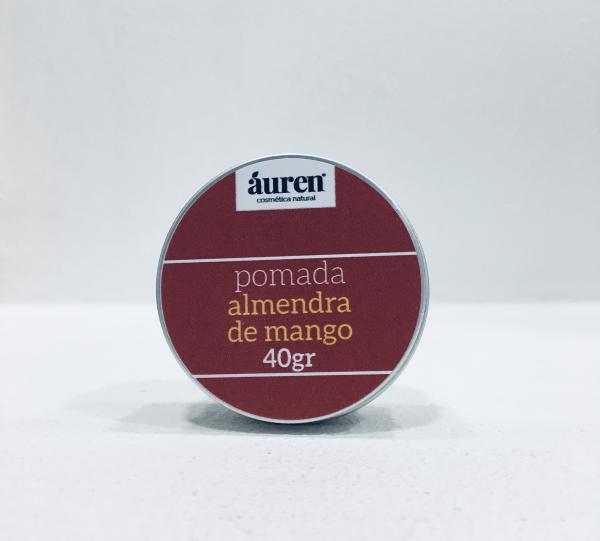 áuren®
cosmética natural
pomada
almendra
de mango
40gr